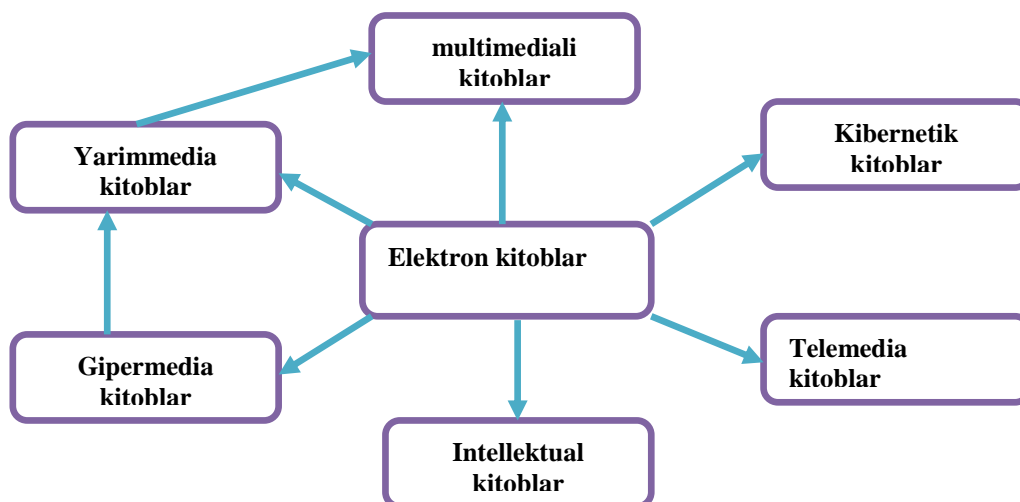 multimediali
kitoblar
Yarimmedia
kitoblar
Kibernetik
kitoblar
Elektron kitoblar
Gipermedia
kitoblar
Telemedia
kitoblar
Intellektual
kitoblar